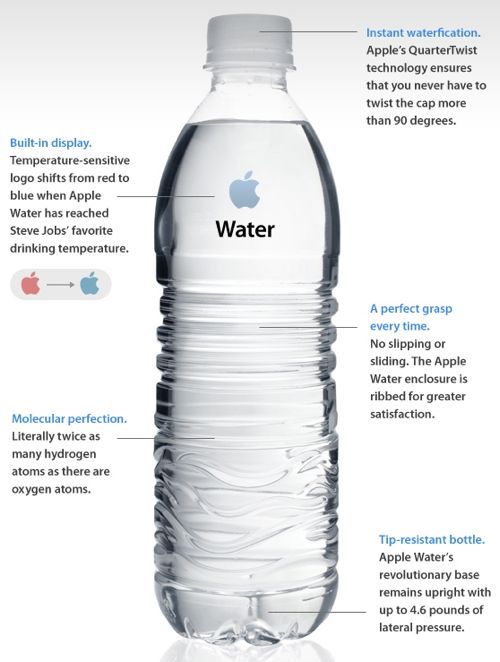 Instant waterfication.
Apple's QuarterTwist
technology ensures
that you never have to
twist the cap more
than 90 degrees.
Built-in display.
Temperature-sensitive
logo shifts from red to
blue when Apple
Water has reached
Steve Jobs' favorite
drinking temperature.
Water
A perfect grasp
every time.
No slipping or
sliding. The Apple
Water enclosure is
ribbed for greater
satisfaction.
Molecular perfection.
Literally twice as
many hydrogen
atoms as there are
oxygen atoms.
Tip-resistant bottle.
Apple Water's
revolutionary base
remains upright with
up to 4.6 pounds of
lateral pressure.